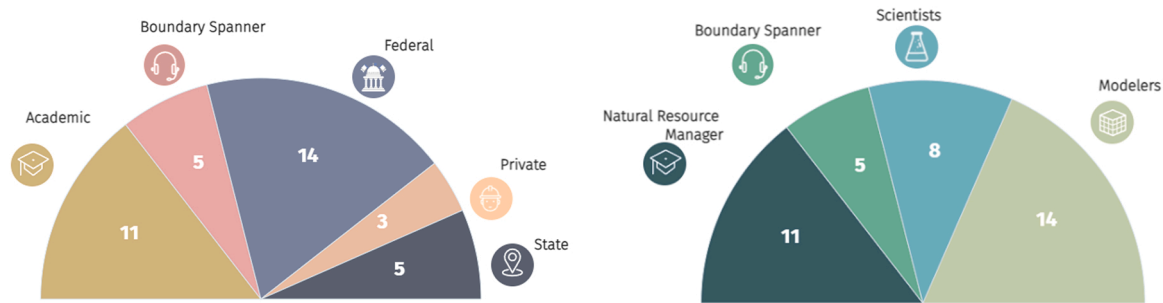 Boundary Spanner
Federal
Academic
Private
State
11
5
14
3
5
Scientists
Boundary Spanner
Modelers
Natural Resource
Manager
11
5
8
14